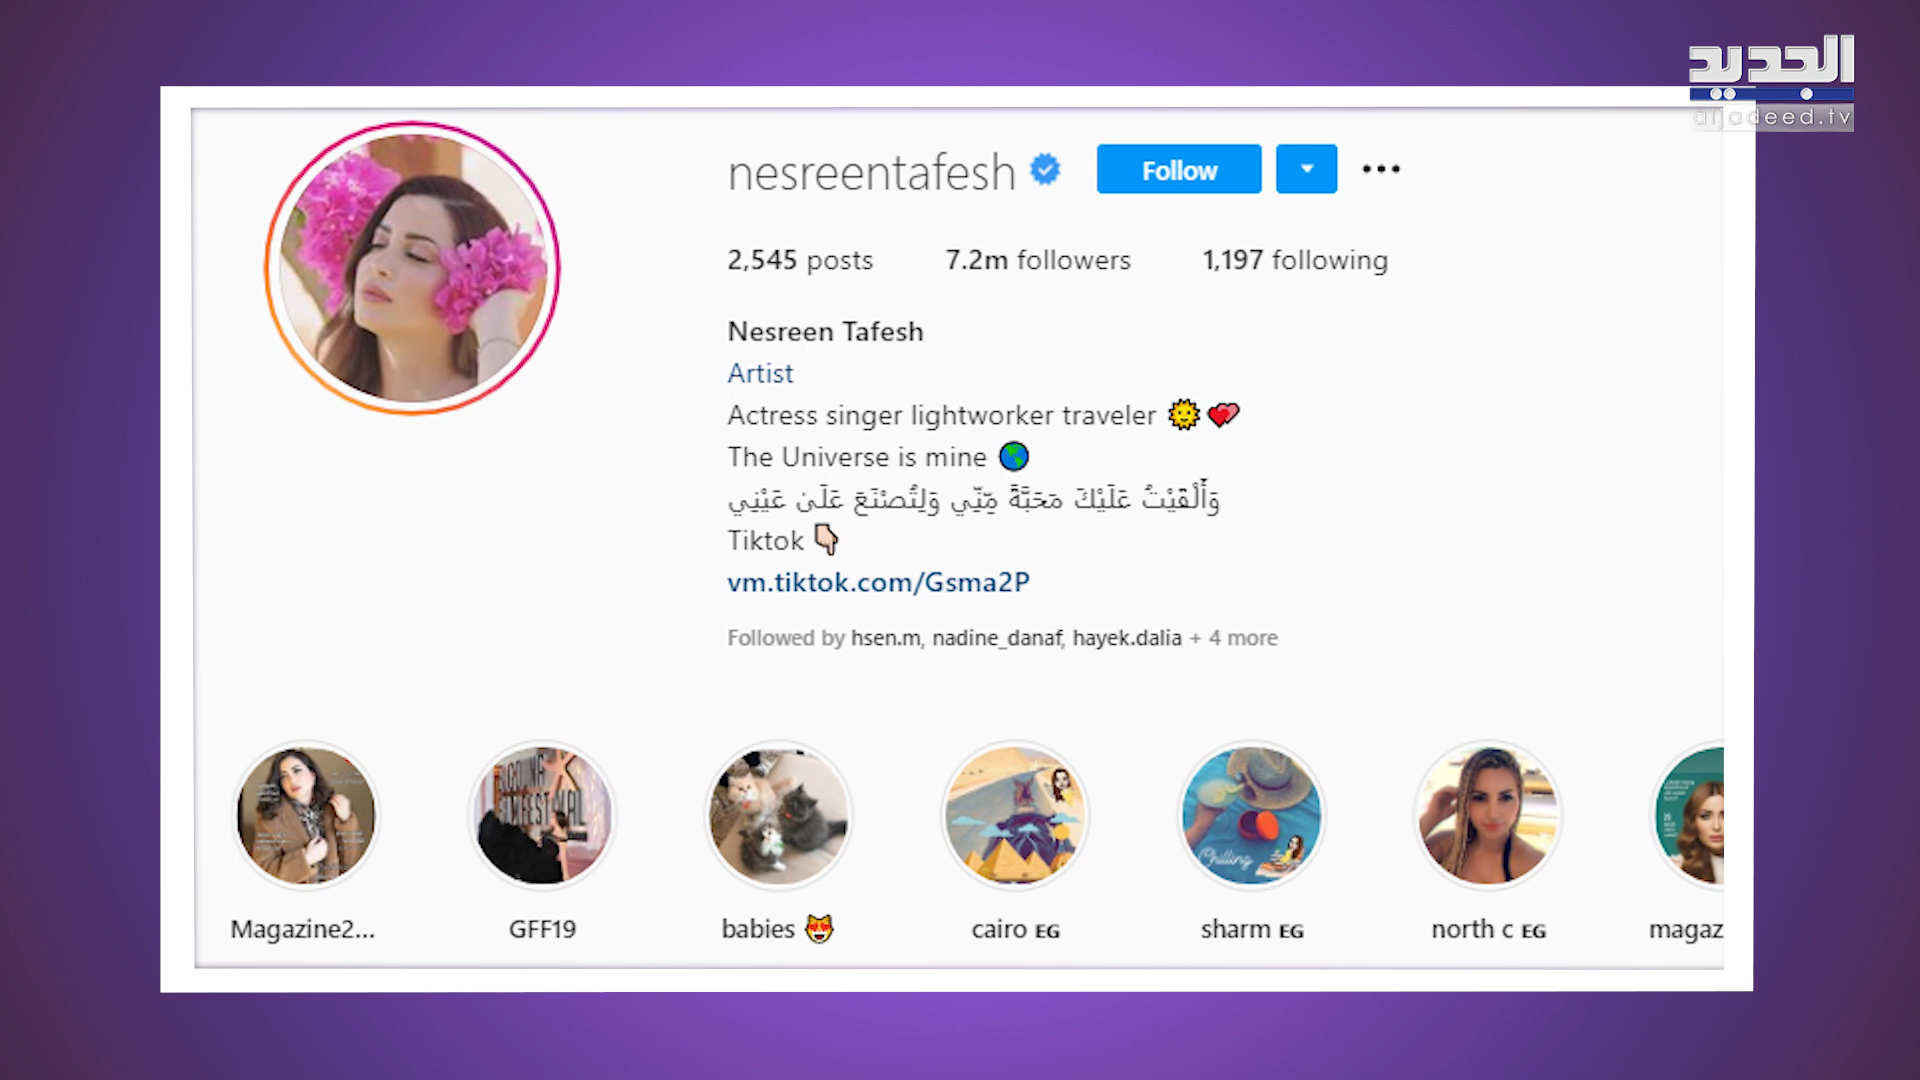 الجديد
aljadeed.tv
nesreentafesh
Follow
2,545 posts 7.2m followers 1,197 following
Nesreen Tafesh
Artist
Actress singer lightworker traveler 🌞💕
The Universe is mine 🌎
وَأَلْقَيْتُ عَلَيْكَ مَحَبَّةً مِّنِّي وَلِتُصْنَعَ عَلَىٰ عَيْنِي
Tiktok 👇🏻
vm.tiktok.com/Gsma2P
Followed by hsen.m, nadine_danaf, hayek.dalia + 4 more
Chilling
Magazine2... GFF19 babies 😻 cairo EG sharm EG north c EG magaz